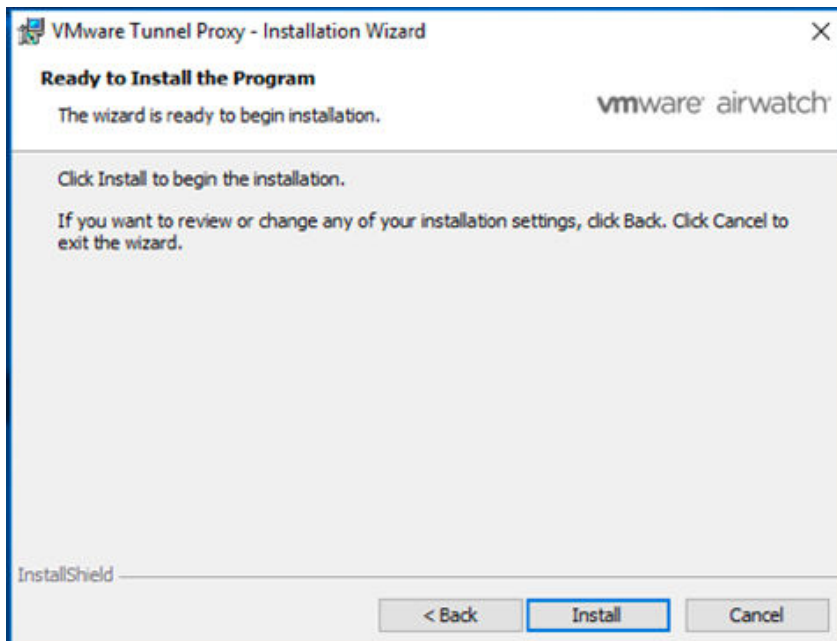 VMware Tunnel Proxy - Installation Wizard
Ready to Install the Program
The wizard is ready to begin installation.
vmware airwatch
Click Install to begin the installation.
If you want to review or change any of your installation settings, click Back. Click Cancel to
exit the wizard.
InstallShield
< Back
Install
Cancel